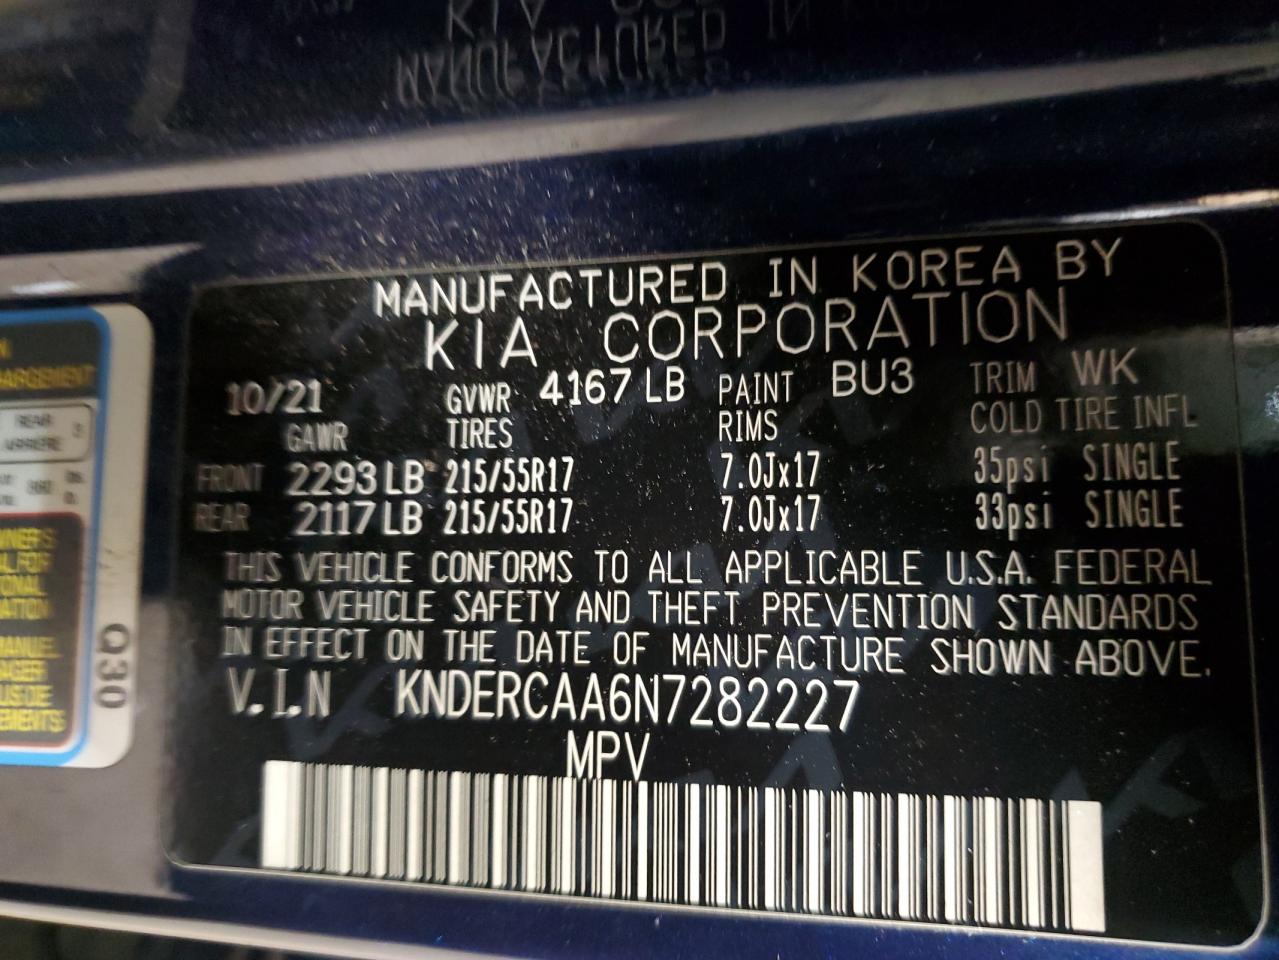 MANUFACTURED IN KOREA BY
KIA CORPORATION
10/21 GVWR 4167 LB PAINT BU3 TRIM WK
GAWR TIRES RIMS COLD TIRE INFL
FRONT 2293 LB 215/55R17 7.0Jx17 35psi SINGLE
REAR 2117 LB 215/55R17 7.0Jx17 33psi SINGLE
THIS VEHICLE CONFORMS TO ALL APPLICABLE U.S.A. FEDERAL
MOTOR VEHICLE SAFETY AND THEFT PREVENTION STANDARDS
IN EFFECT ON THE DATE OF MANUFACTURE SHOWN ABOVE.
V.I.N KNDERCAA6N7282227
MPV
REAR
Q30
MANUEL